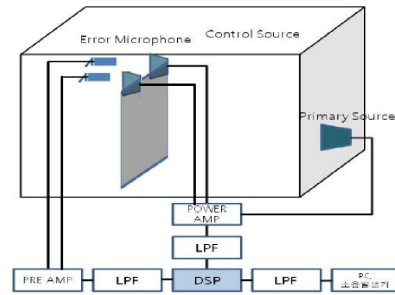 Control Source
Error Microphone
Primary Source
POWER
AMP
LPF
PRE AMP
LPF
DSP
LPF
PC,
소음발생기